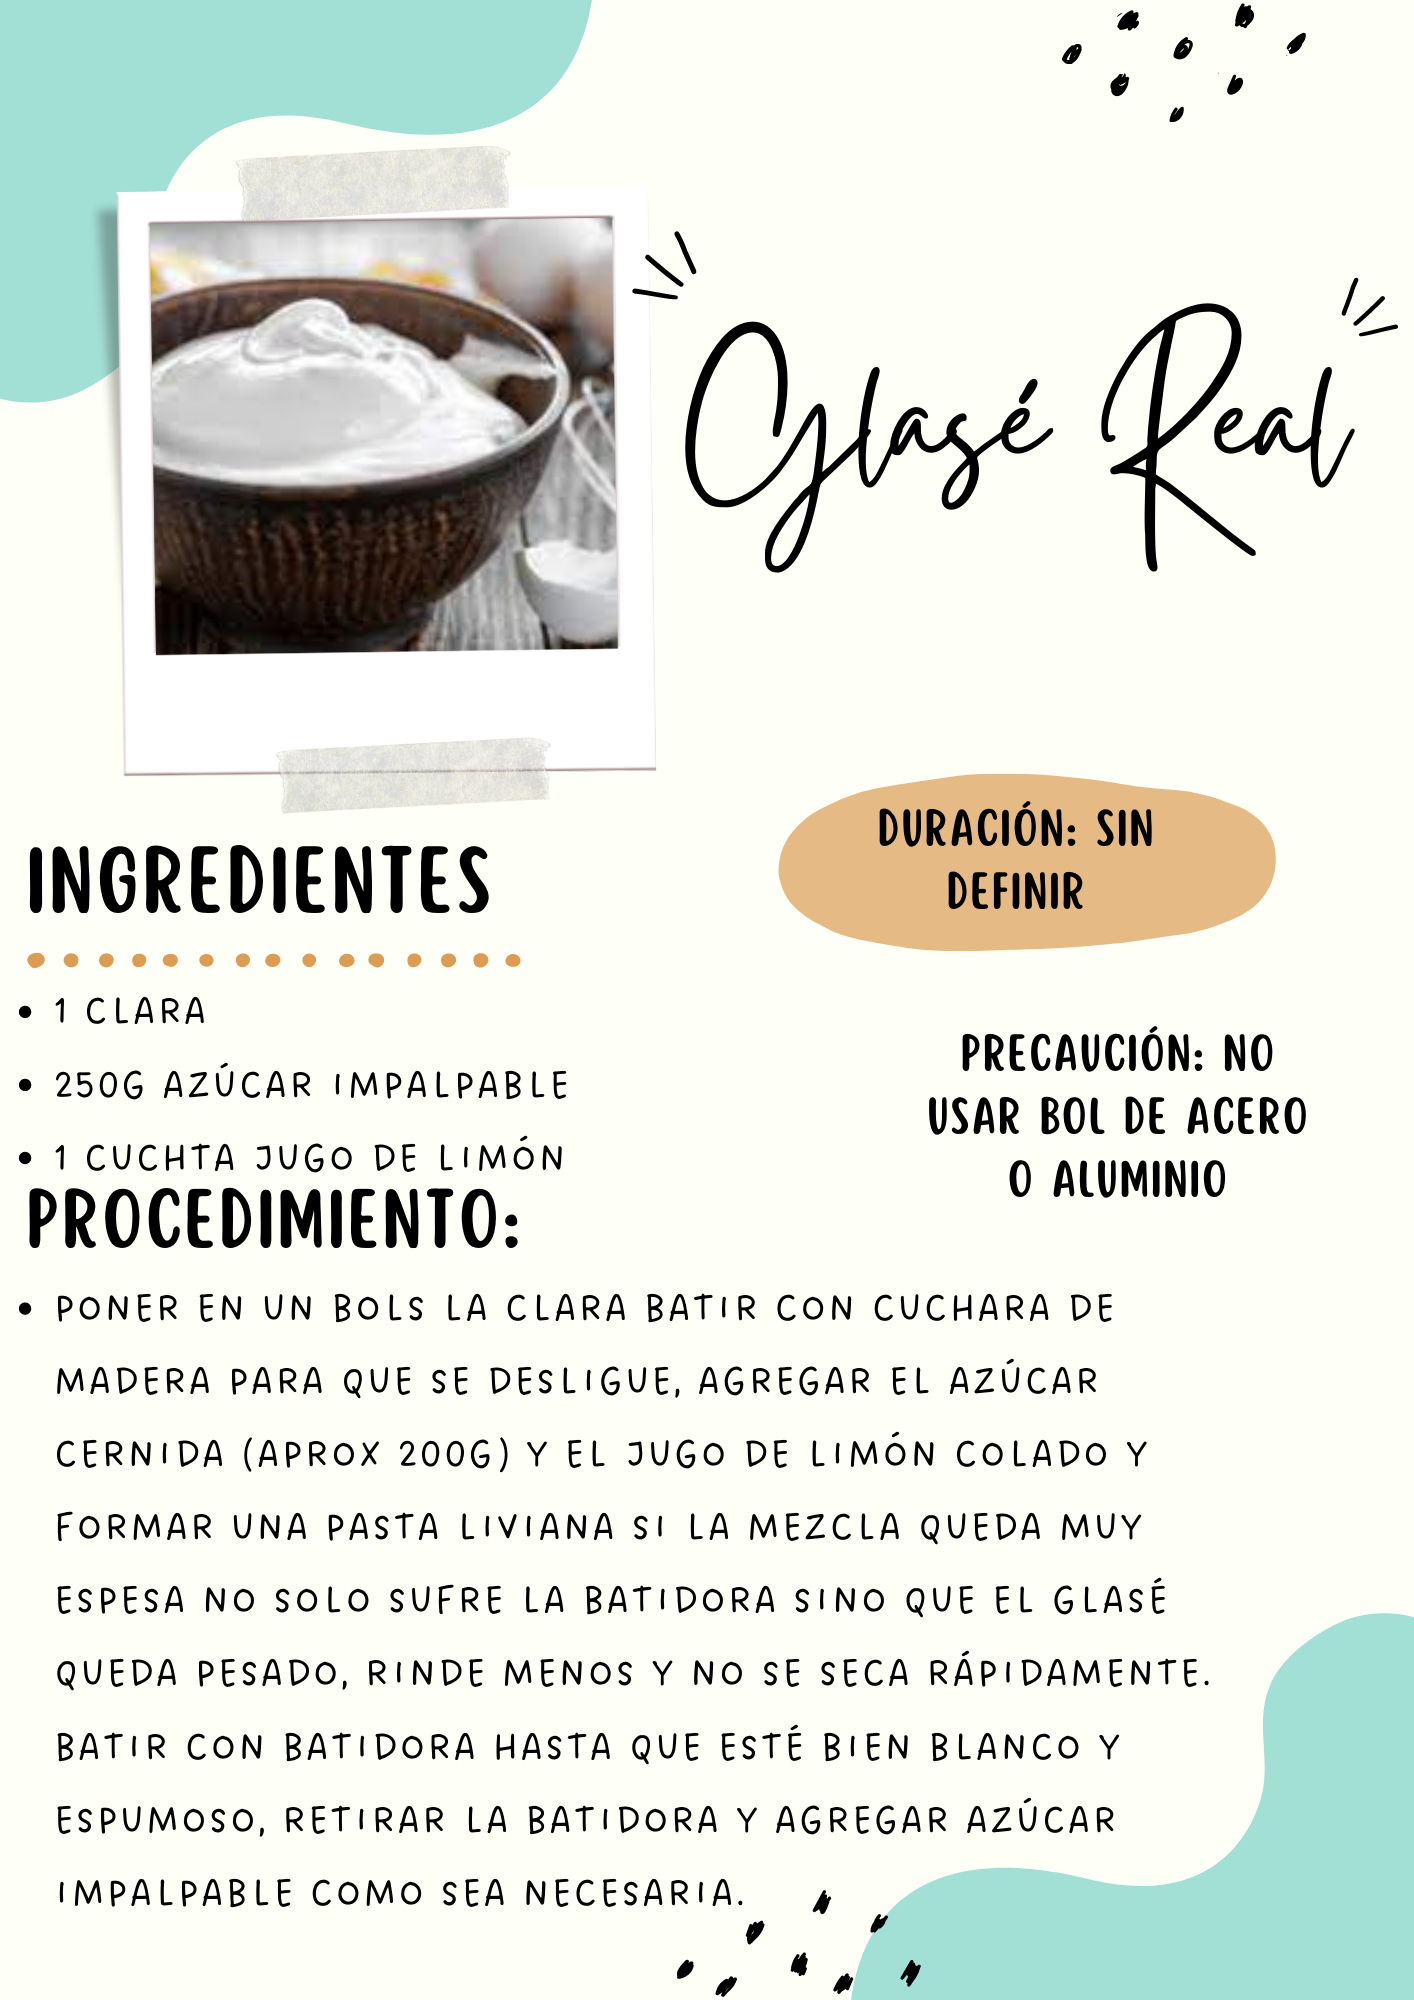 Glasé Real
DURACIÓN: SIN
DEFINIR
INGREDIENTES
• 1 CLARA
• 250G AZÚCAR IMPALPABLE
• 1 CUCHTA JUGO DE LIMÓN
PRECAUCIÓN: NO
USAR BOL DE ACERO
O ALUMINIO
PROCEDIMIENTO:
• PONER EN UN BOLS LA CLARA BATIR CON CUCHARA DE
MADERA PARA QUE SE DESLIGUE, AGREGAR EL AZÚCAR
CERNIDA (APROX 200G) Y EL JUGO DE LIMÓN COLADO Y
FORMAR UNA PASTA LIVIANA SI LA MEZCLA QUEDA MUY
ESPESA NO SOLO SUFRE LA BATIDORA SINO QUE EL GLASÉ
QUEDA PESADO, RINDE MENOS Y NO SE SECA RÁPIDAMENTE.
BATIR CON BATIDORA HASTA QUE ESTÉ BIEN BLANCO Y
ESPUMOSO, RETIRAR LA BATIDORA Y AGREGAR AZÚCAR
IMPALPABLE COMO SEA NECESARIA.